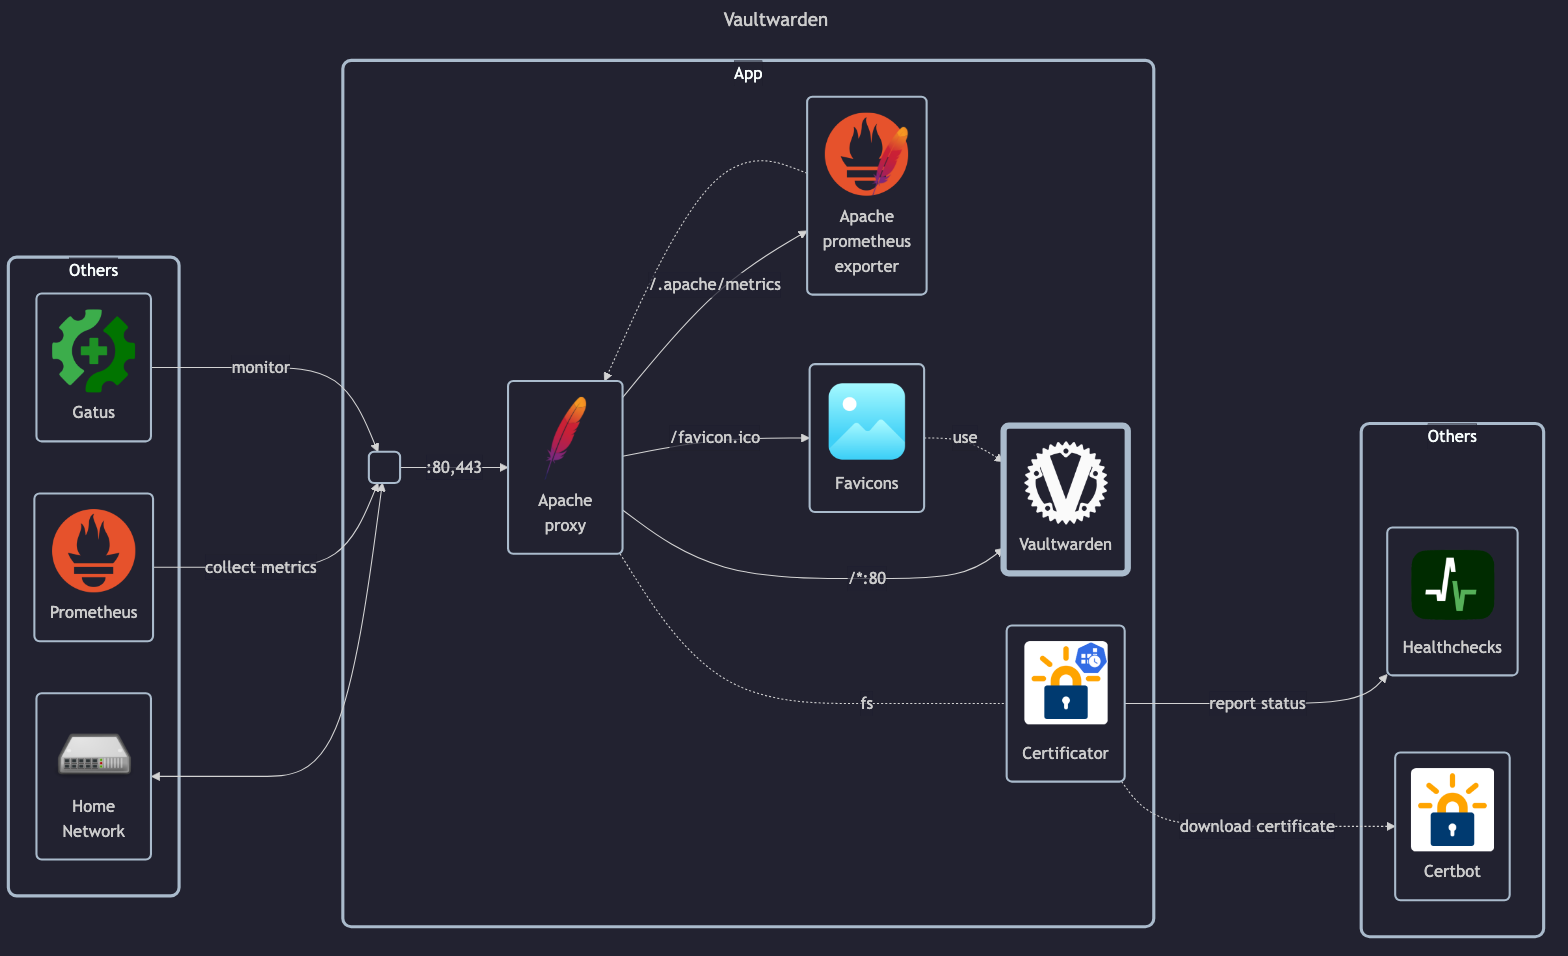 Vaultwarden
App
Others
Gatus
Prometheus
Home
Network
monitor
collect metrics
:80,443
Apache
proxy
/.apache/metrics
Apache
prometheus
exporter
/favicon.ico
Favicons
use
Vaultwarden
/*:80
fs
Certificator
report status
download certificate
Others
Healthchecks
Certbot